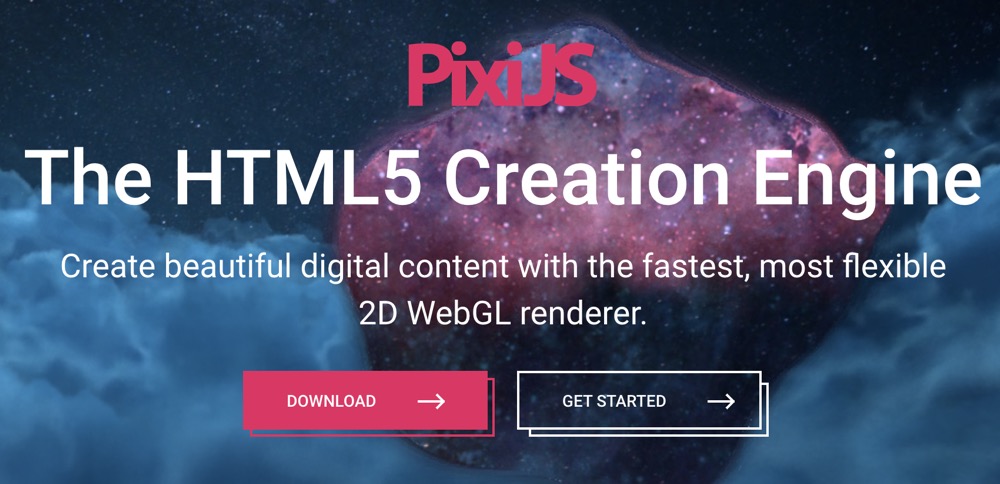 PixiJS
The HTML5 Creation Engine
Create beautiful digital content with the fastest, most flexible
2D WebGL renderer.
DOWNLOAD
GET STARTED